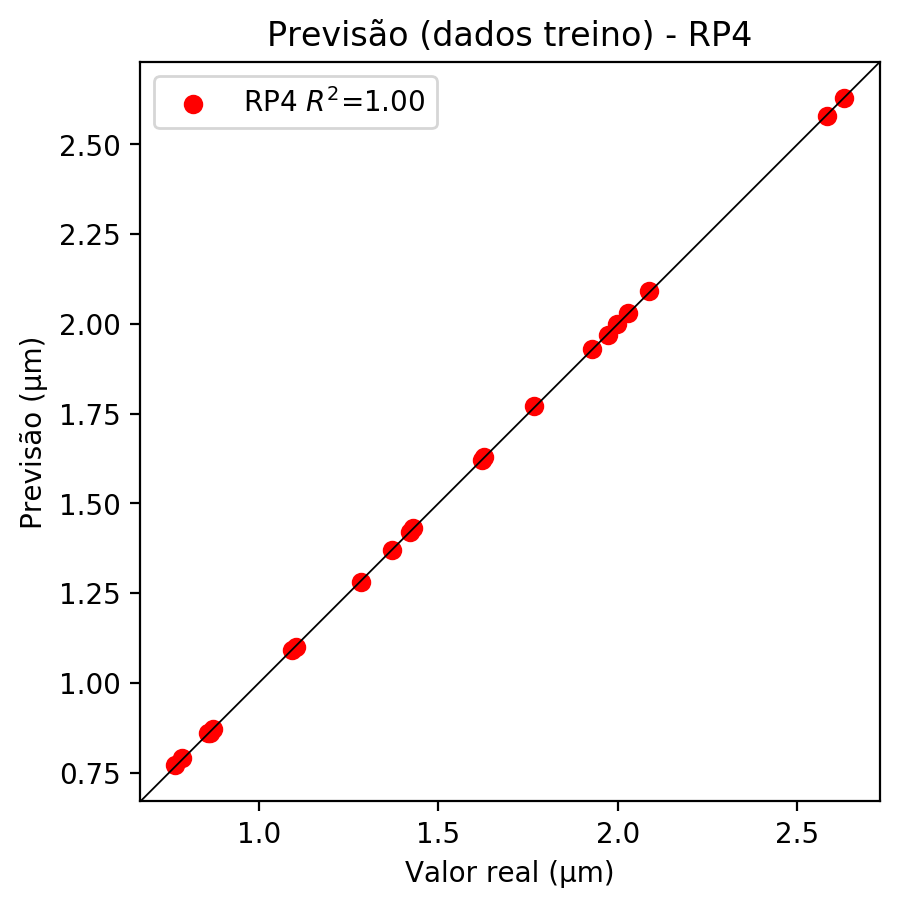 Previsão (dados treino) - RP4
RP4 R²=1.00
2.50
2.25
2.00
1.75
1.50
1.25
1.00
0.75
Previsão (μm)
1.0 1.5 2.0 2.5
Valor real (μm)